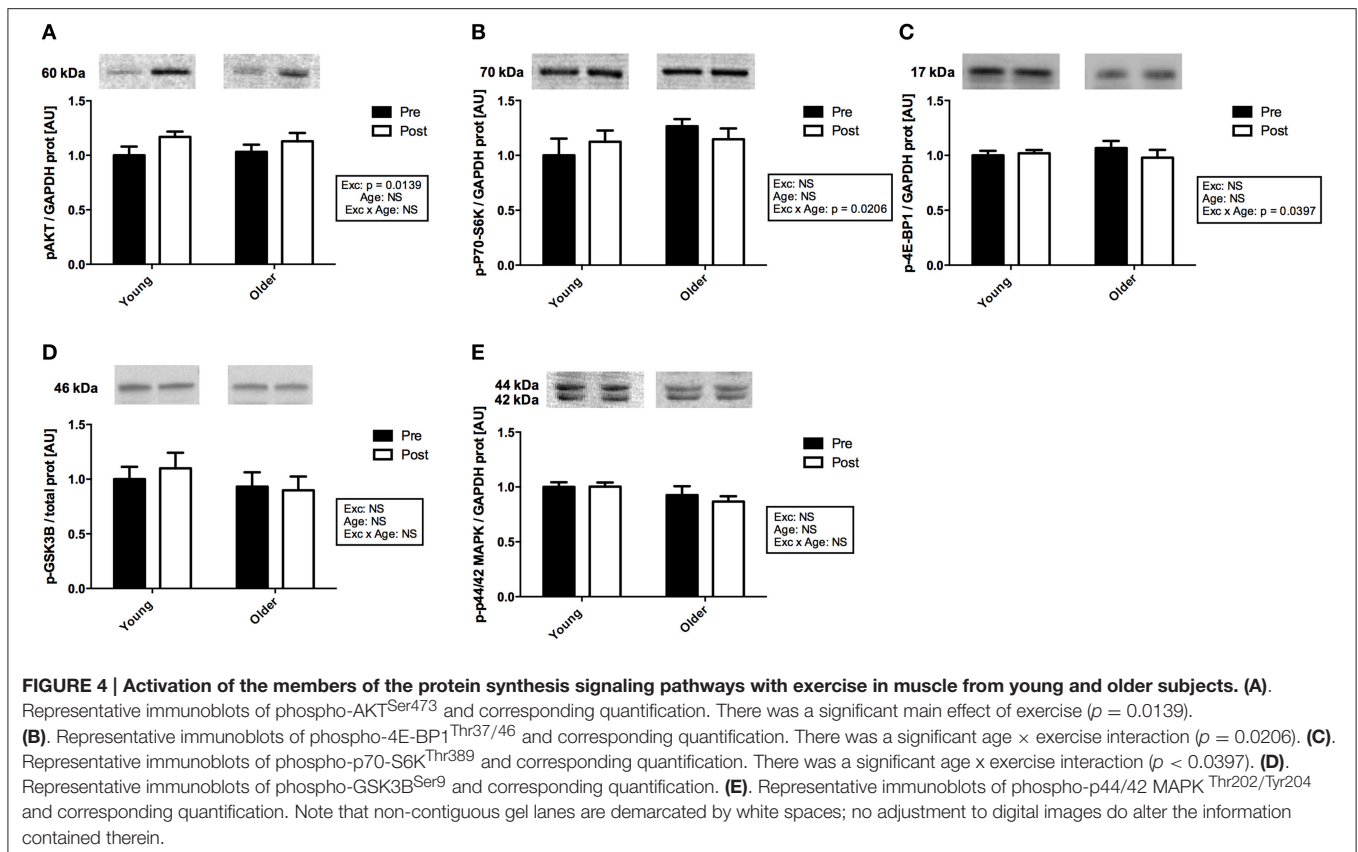 A
60 kDa
pAKT / GAPDH prot [AU]
1.5
1.0
0.5
0.0
Young
Older
Pre
Post
Exc: p = 0.0139
Age: NS
Exc x Age: NS
B
70 kDa
p-P70-S6K / GAPDH prot [AU]
1.5
1.0
0.5
0.0
Young
Older
Pre
Post
Exc: NS
Age: NS
Exc x Age: p = 0.0206
C
17 kDa
p-4E-BP1 / GAPDH prot [AU]
1.5
1.0
0.5
0.0
Young
Older
Pre
Post
Exc: NS
Age: NS
Exc x Age: p = 0.0397
D
46 kDa
p-GSK3B / total prot [AU]
1.5
1.0
0.5
0.0
Young
Older
Pre
Post
Exc: NS
Age: NS
Exc x Age: NS
E
44 kDa
42 kDa
p-p44/42 MAPK / GAPDH prot [AU]
1.5
1.0
0.5
0.0
Young
Older
Pre
Post
Exc: NS
Age: NS
Exc x Age: NS
FIGURE 4 | Activation of the members of the protein synthesis signaling pathways with exercise in muscle from young and older subjects. (A).
Representative immunoblots of phospho-AKT^Ser473 and corresponding quantification. There was a significant main effect of exercise (p = 0.0139).
(B). Representative immunoblots of phospho-4E-BP1^Thr37/46 and corresponding quantification. There was a significant age × exercise interaction (p = 0.0206). (C).
Representative immunoblots of phospho-p70-S6K^Thr389 and corresponding quantification. There was a significant age x exercise interaction (p < 0.0397). (D).
Representative immunoblots of phospho-GSK3B^Ser9 and corresponding quantification. (E). Representative immunoblots of phospho-p44/42 MAPK ^Thr202/Tyr204
and corresponding quantification. Note that non-contiguous gel lanes are demarcated by white spaces; no adjustment to digital images do alter the information
contained therein.